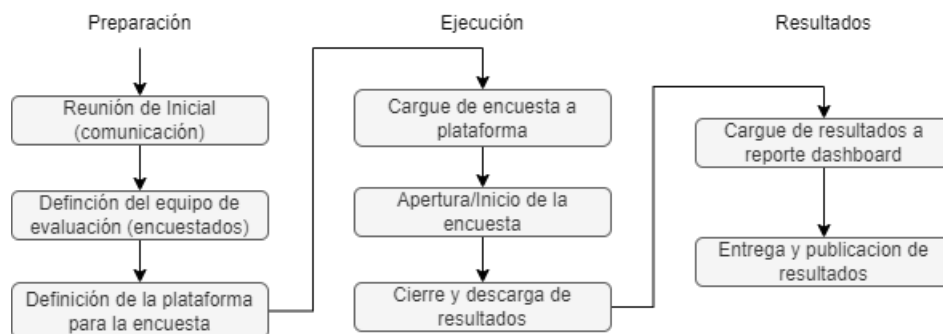 Preparación
Reunión de Inicial
(comunicación)
Definción del equipo de
evaluación (encuestados)
Definición de la plataforma
para la encuesta
Ejecución
Cargue de encuesta a
plataforma
Apertura/Inicio de la
encuesta
Cierre y descarga de
resultados
Resultados
Cargue de resultados a
reporte dashboard
Entrega y publicacion de
resultados